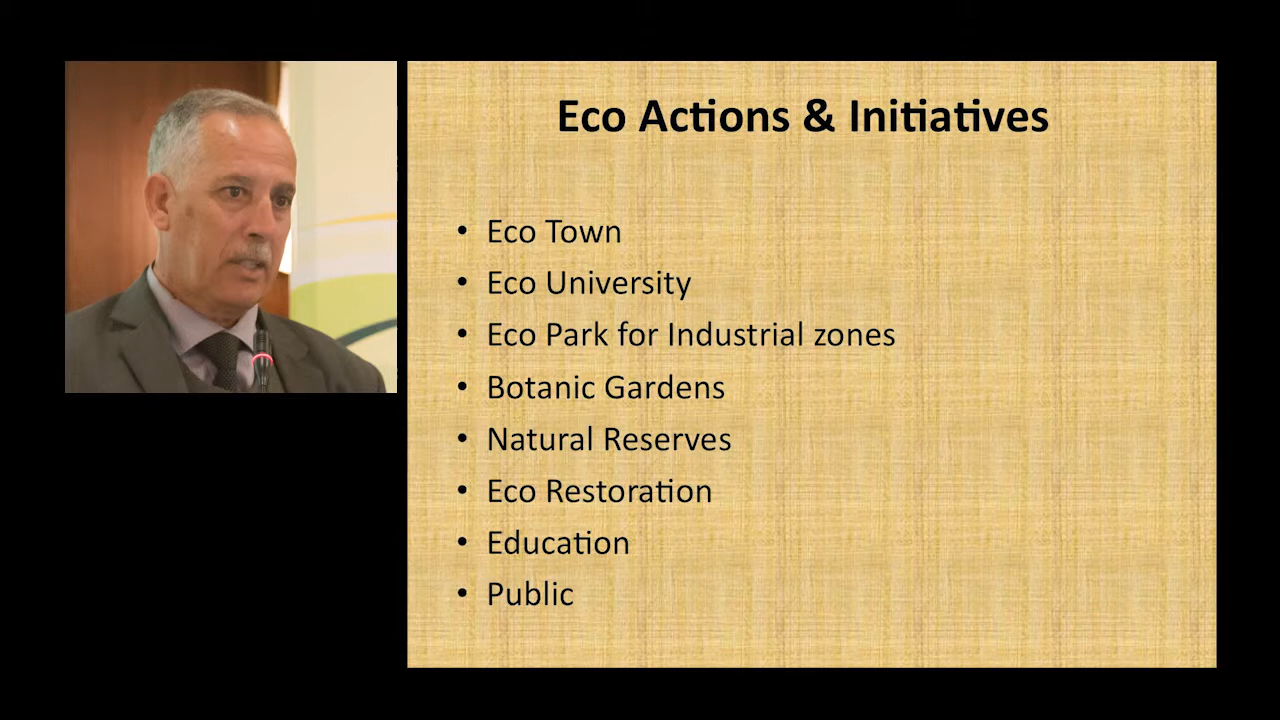 Eco Actions & Initiatives
• Eco Town
• Eco University
• Eco Park for Industrial zones
• Botanic Gardens
• Natural Reserves
• Eco Restoration
• Education
• Public